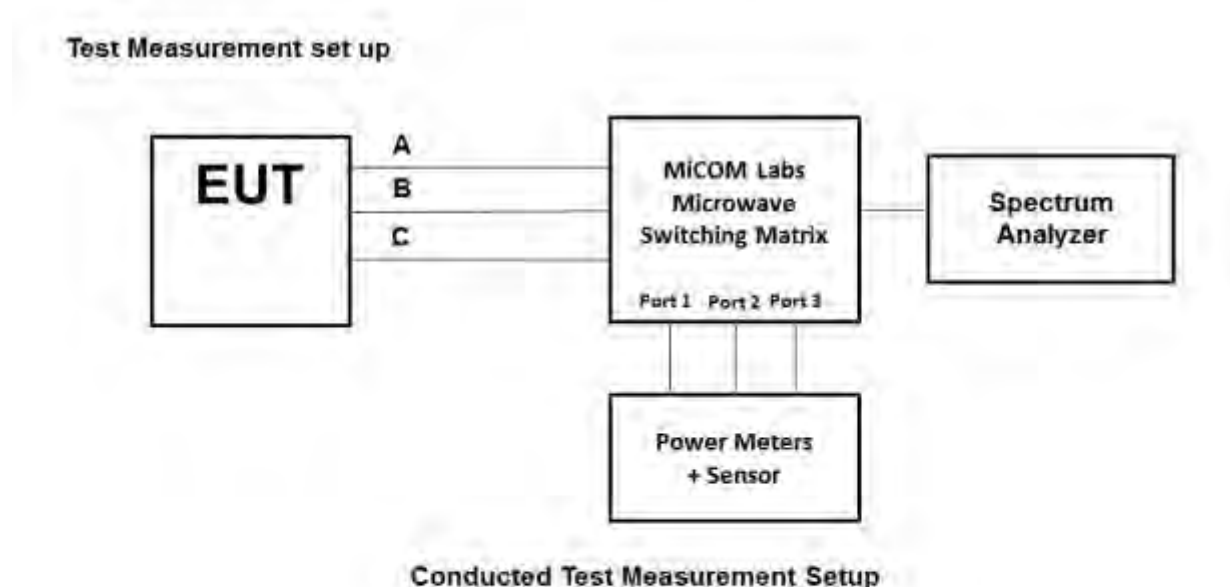 Test Measurement set up
EUT
A
B
C
MiCOM Labs
Microwave
Switching Matrix
Port 1 Port 2 Port 3
Spectrum
Analyzer
Power Meters
+ Sensor
Conducted Test Measurement Setup